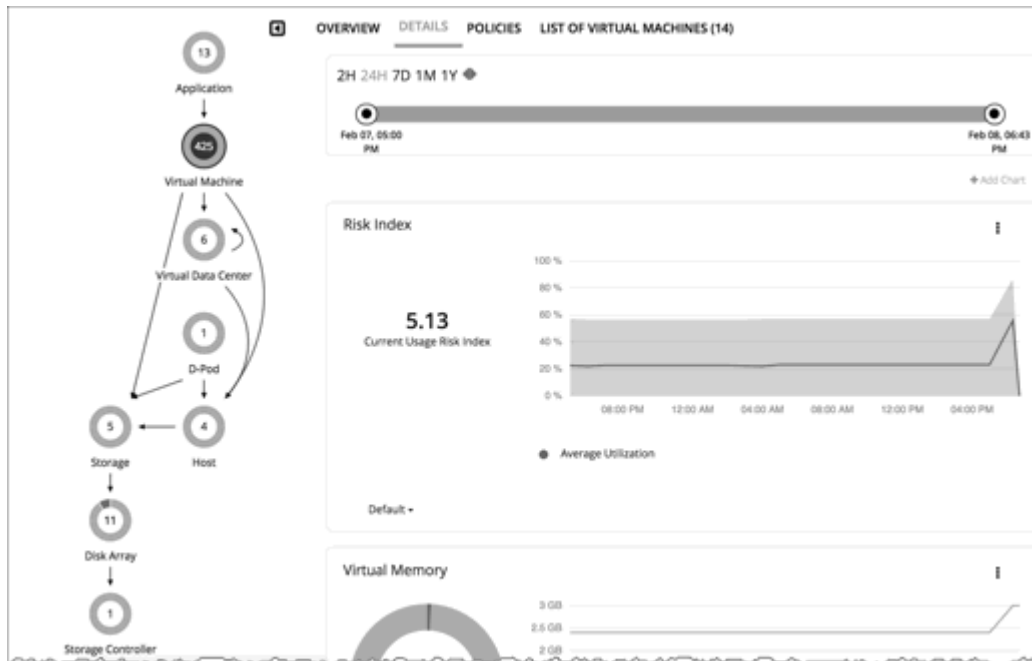 OVERVIEW DETAILS POLICIES LIST OF VIRTUAL MACHINES (14)
13
Application
425
Virtual Machine
6
Virtual Data Center
1
D-Pod
5
4
Storage
Host
11
Disk Array
1
Storage Controller
2H 24H 7D 1M 1Y
Feb 07, 05:00
PM
Feb 08, 06:43
PM
Add Chart
Risk Index
5.13
Current Usage Risk Index
100 %
80 %
60 %
40 %
20 %
0 %
08:00 PM 12:00 AM 04:00 AM 08:00 AM 12:00 PM 04:00 PM
Average Utilization
Default
Virtual Memory
3 GB
2.5 GB
2 GB